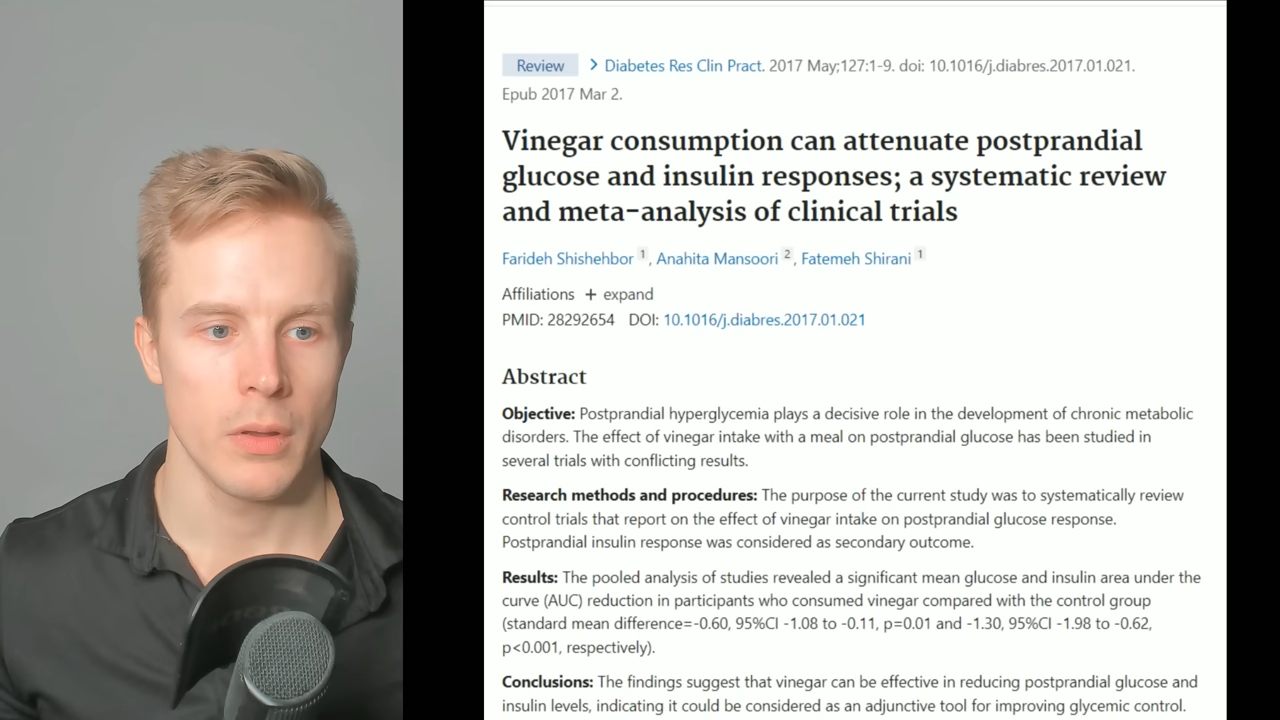 Review > Diabetes Res Clin Pract. 2017 May;127:1-9. doi: 10.1016/j.diabres.2017.01.021.
Epub 2017 Mar 2.
Vinegar consumption can attenuate postprandial
glucose and insulin responses; a systematic review
and meta-analysis of clinical trials
Farideh Shishehbor 1, Anahita Mansoori 2, Fatemeh Shirani 1
Affiliations + expand
PMID: 28292654 DOI: 10.1016/j.diabres.2017.01.021
Abstract
Objective: Postprandial hyperglycemia plays a decisive role in the development of chronic metabolic
disorders. The effect of vinegar intake with a meal on postprandial glucose has been studied in
several trials with conflicting results.
Research methods and procedures: The purpose of the current study was to systematically review
control trials that report on the effect of vinegar intake on postprandial glucose response.
Postprandial insulin response was considered as secondary outcome.
Results: The pooled analysis of studies revealed a significant mean glucose and insulin area under the
curve (AUC) reduction in participants who consumed vinegar compared with the control group
(standard mean difference=-0.60, 95%CI -1.08 to -0.11, p=0.01 and -1.30, 95%CI -1.98 to -0.62,
p<0.001, respectively).
Conclusions: The findings suggest that vinegar can be effective in reducing postprandial glucose and
insulin levels, indicating it could be considered as an adjunctive tool for improving glycemic control.